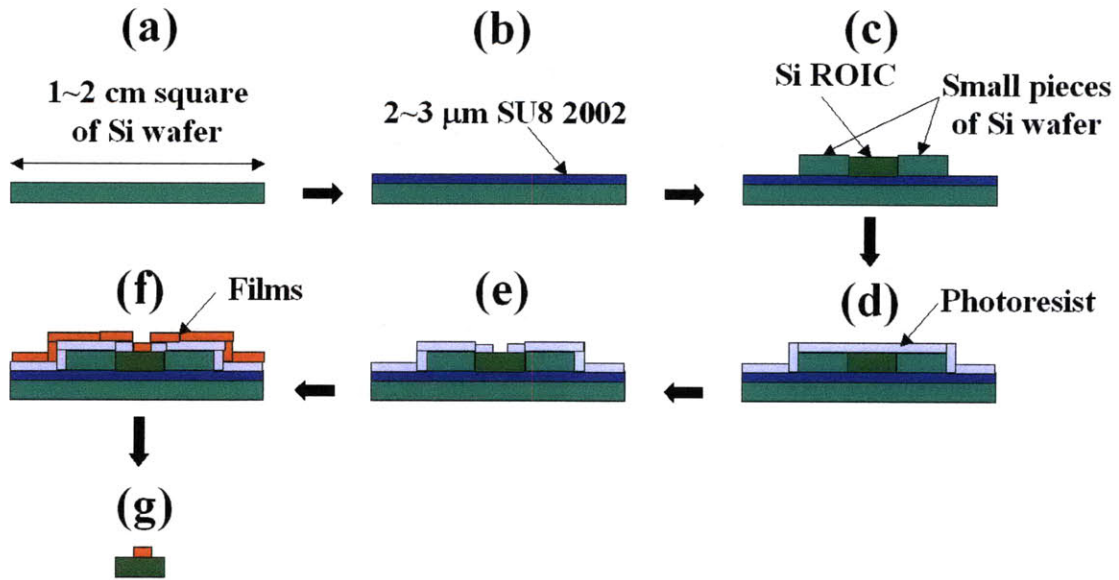 (a)
1~2 cm square
of Si wafer
(b)
2~3 μm SU8 2002
(c)
Si ROIC
Small pieces
of Si wafer
(f)
Films
(e)
(d)
Photoresist
(g)